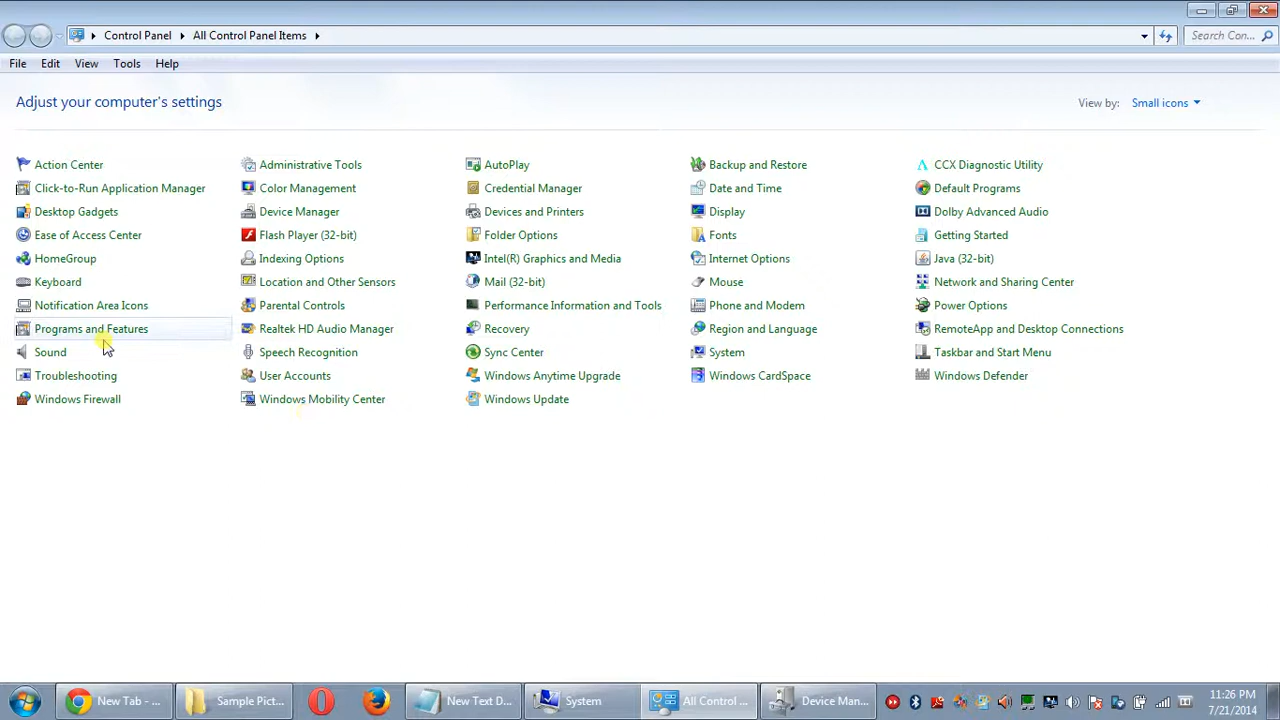 Control Panel All Control Panel Items Search Con...
File Edit View Tools Help
Adjust your computer's settings View by: Small icons
Action Center Administrative Tools AutoPlay Backup and Restore CCX Diagnostic Utility
Click-to-Run Application Manager Color Management Credential Manager Date and Time Default Programs
Desktop Gadgets Device Manager Devices and Printers Display Dolby Advanced Audio
Ease of Access Center Flash Player (32-bit) Folder Options Fonts Getting Started
HomeGroup Indexing Options Intel(R) Graphics and Media Internet Options Java (32-bit)
Keyboard Location and Other Sensors Mail (32-bit) Mouse Network and Sharing Center
Notification Area Icons Parental Controls Performance Information and Tools Phone and Modem Power Options
Programs and Features Realtek HD Audio Manager Recovery Region and Language RemoteApp and Desktop Connections
Sound Speech Recognition Sync Center System Taskbar and Start Menu
Troubleshooting User Accounts Windows Anytime Upgrade Windows CardSpace Windows Defender
Windows Firewall Windows Mobility Center Windows Update
New Tab - ... Sample Pict... New Text D... System All Control ... Device Man... 11:26 PM
7/21/2014